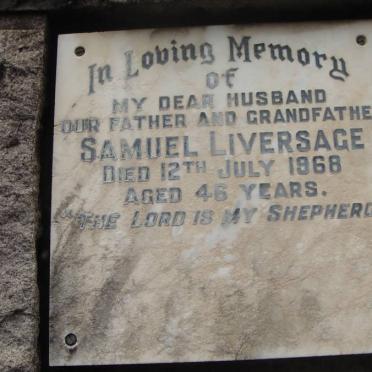 In Loving Memory
OF
MY DEAR HUSBAND
OUR FATHER AND GRANDFATHE
SAMUEL LIVERSAGE
DIED 12TH JULY 1968
AGED 46 YEARS.
"THE LORD IS MY SHEPHERD